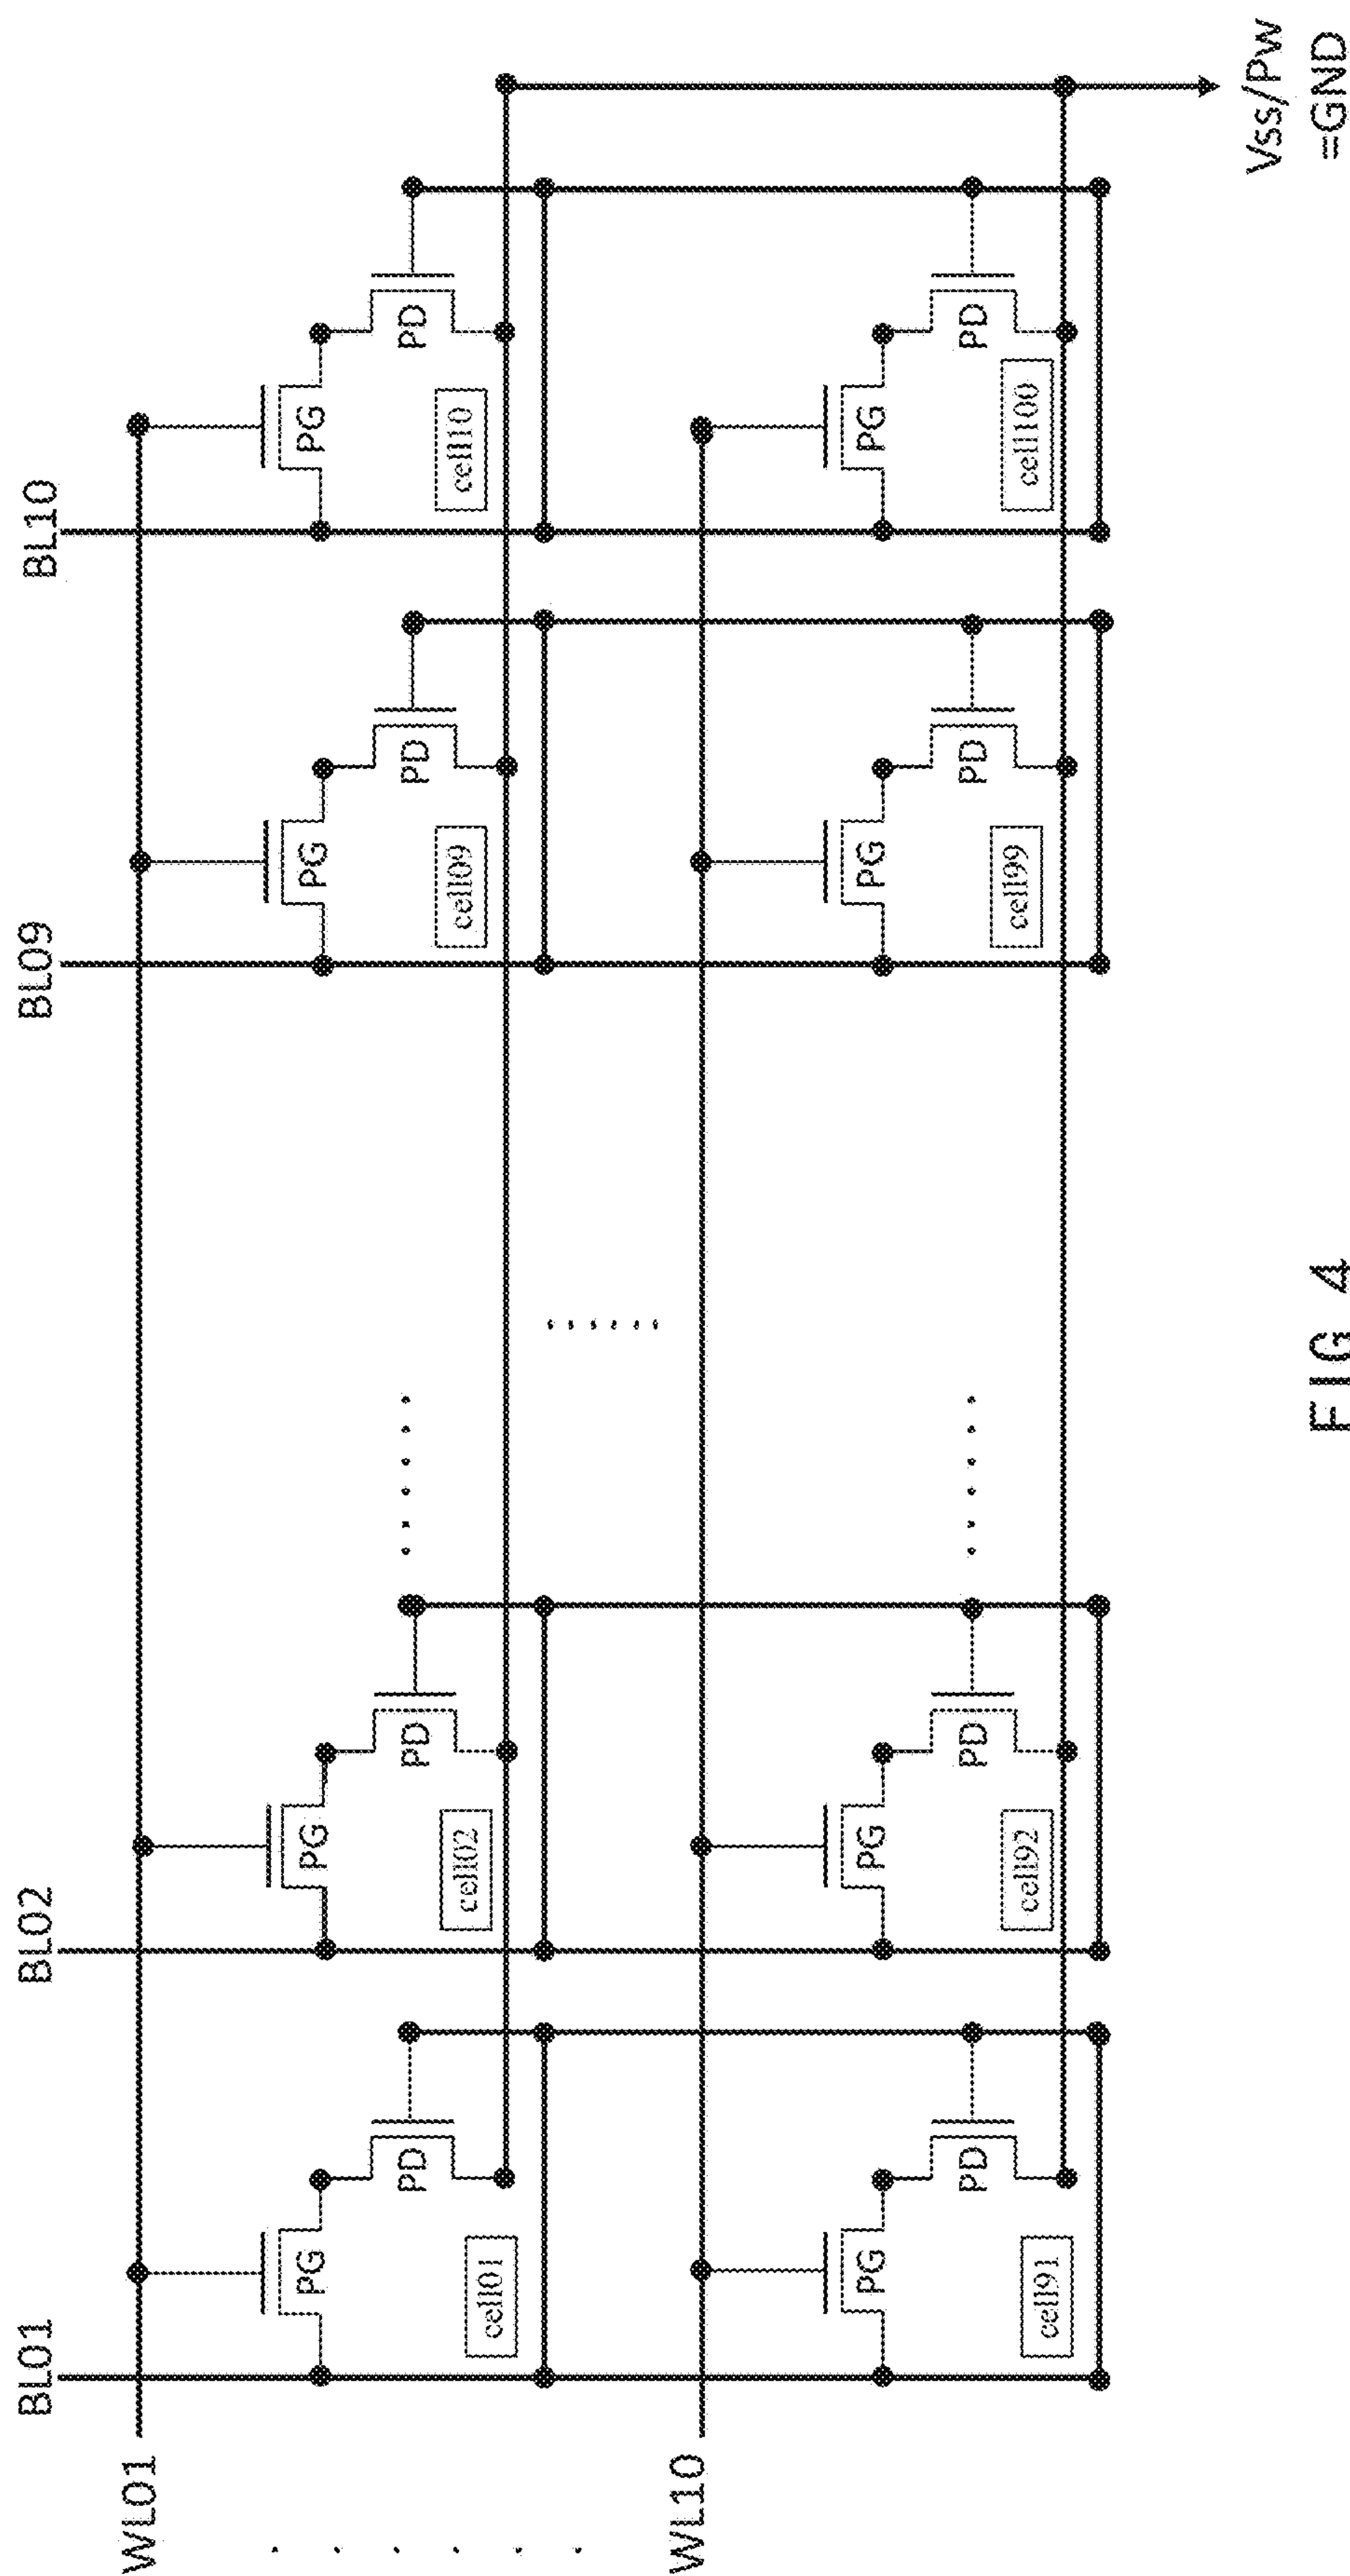 BL01 BL02 BL09 BL10
WL01
PG PG PG PG
PD PD PD PD
cell01 cell02 cell09 cell10
WL10
PG PG PG PG
PD PD PD PD
cell91 cell92 cell99 cell100
Vss/Pw
=GND
FIG 4